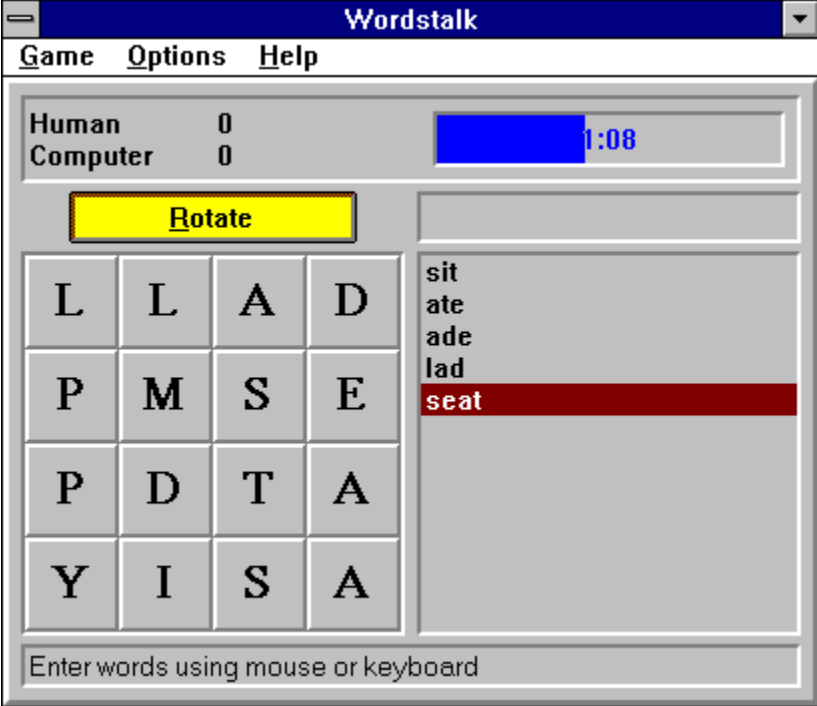 Wordstalk
Game Options Help
Human 0
Computer 0
1:08
Rotate
L L A D
P M S E
P D T A
Y I S A
sit
ate
ade
lad
seat
Enter words using mouse or keyboard